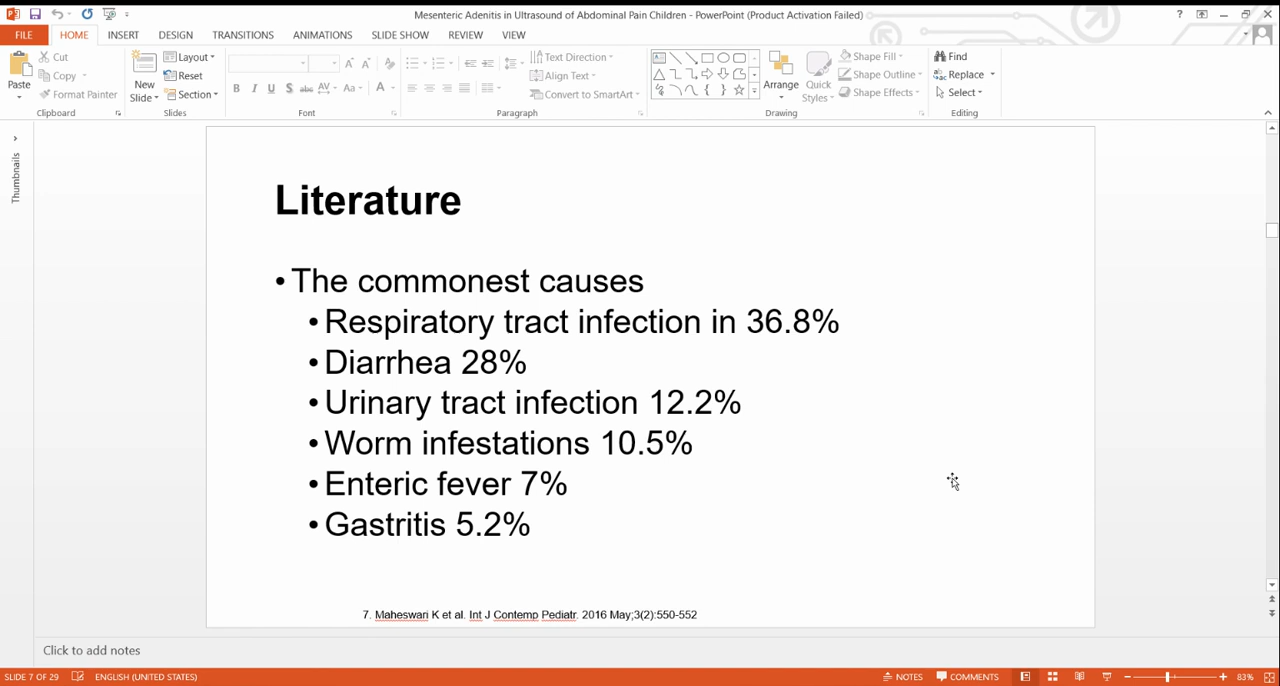 Mesenteric Adenitis in Ultrasound of Abdominal Pain Children - PowerPoint (Product Activation Failed)
FILE HOME INSERT DESIGN TRANSITIONS ANIMATIONS SLIDE SHOW REVIEW VIEW
Paste
Cut
Copy
Format Painter
Clipboard
New
Slide
Layout
Reset
Section
Slides
Font
Text Direction
Align Text
Convert to SmartArt
Paragraph
Arrange
Quick
Styles
Shape Fill
Shape Outline
Shape Effects
Drawing
Find
Replace
Select
Editing
Thumbnails
Literature
• The commonest causes
• Respiratory tract infection in 36.8%
• Diarrhea 28%
• Urinary tract infection 12.2%
• Worm infestations 10.5%
• Enteric fever 7%
• Gastritis 5.2%
7. Maheswari K et al. Int J Contemp Pediatr. 2016 May;3(2):550-552
Click to add notes
SLIDE 7 OF 29 ENGLISH (UNITED STATES) NOTES COMMENTS 83%